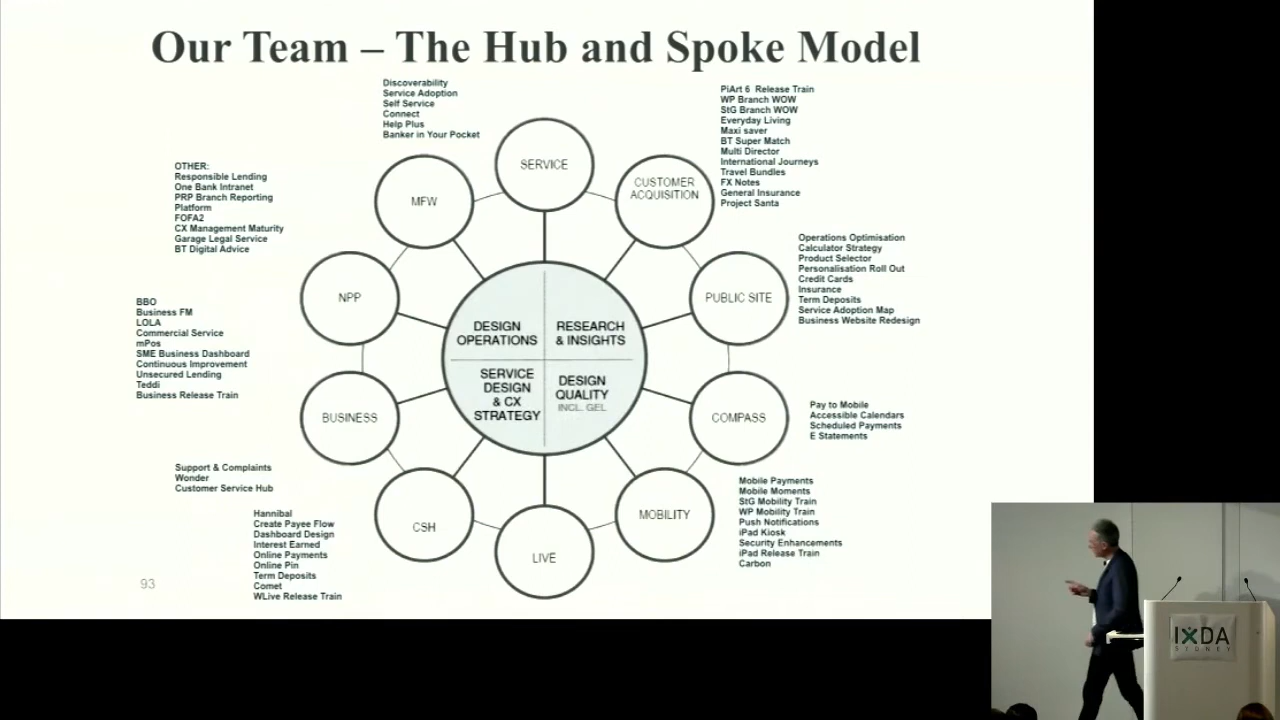 Our Team – The Hub and Spoke Model
Discoverability
Service Adoption
Self Service
Connect
Help Plus
Banker in Your Pocket
PiArt 6 Release Train
WP Branch WOW
StG Branch WOW
Everyday Living
Maxi saver
BT Super Match
Multi Director
International Journeys
Travel Bundles
FX Notes
General Insurance
Project Santa
OTHER:
Responsible Lending
One Bank Intranet
PRP Branch Reporting
Platform
FOFA2
CX Management Maturity
Garage Legal Service
BT Digital Advice
SERVICE
CUSTOMER
ACQUISITION
MFW
NPP
PUBLIC SITE
Operations Optimisation
Calculator Strategy
Product Selector
Personalisation Roll Out
Credit Cards
Insurance
Term Deposits
Service Adoption Map
Business Website Redesign
BBO
Business FM
LOLA
Commercial Service
mPos
SME Business Dashboard
Continuous Improvement
Unsecured Lending
Teddi
Business Release Train
DESIGN
OPERATIONS
RESEARCH
& INSIGHTS
SERVICE
DESIGN
& CX
STRATEGY
DESIGN
QUALITY
INCL. GEL
BUSINESS
COMPASS
Pay to Mobile
Accessible Calendars
Scheduled Payments
E Statements
Support & Complaints
Wonder
Customer Service Hub
CSH
LIVE
MOBILITY
Mobile Payments
Mobile Moments
StG Mobility Train
WP Mobility Train
Push Notifications
iPad Kiosk
Security Enhancements
iPad Release Train
Carbon
Hannibal
Create Payee Flow
Dashboard Design
Interest Earned
Online Payments
Online Pin
Term Deposits
Comet
WLive Release Train
93
IXDA
SYDNEY